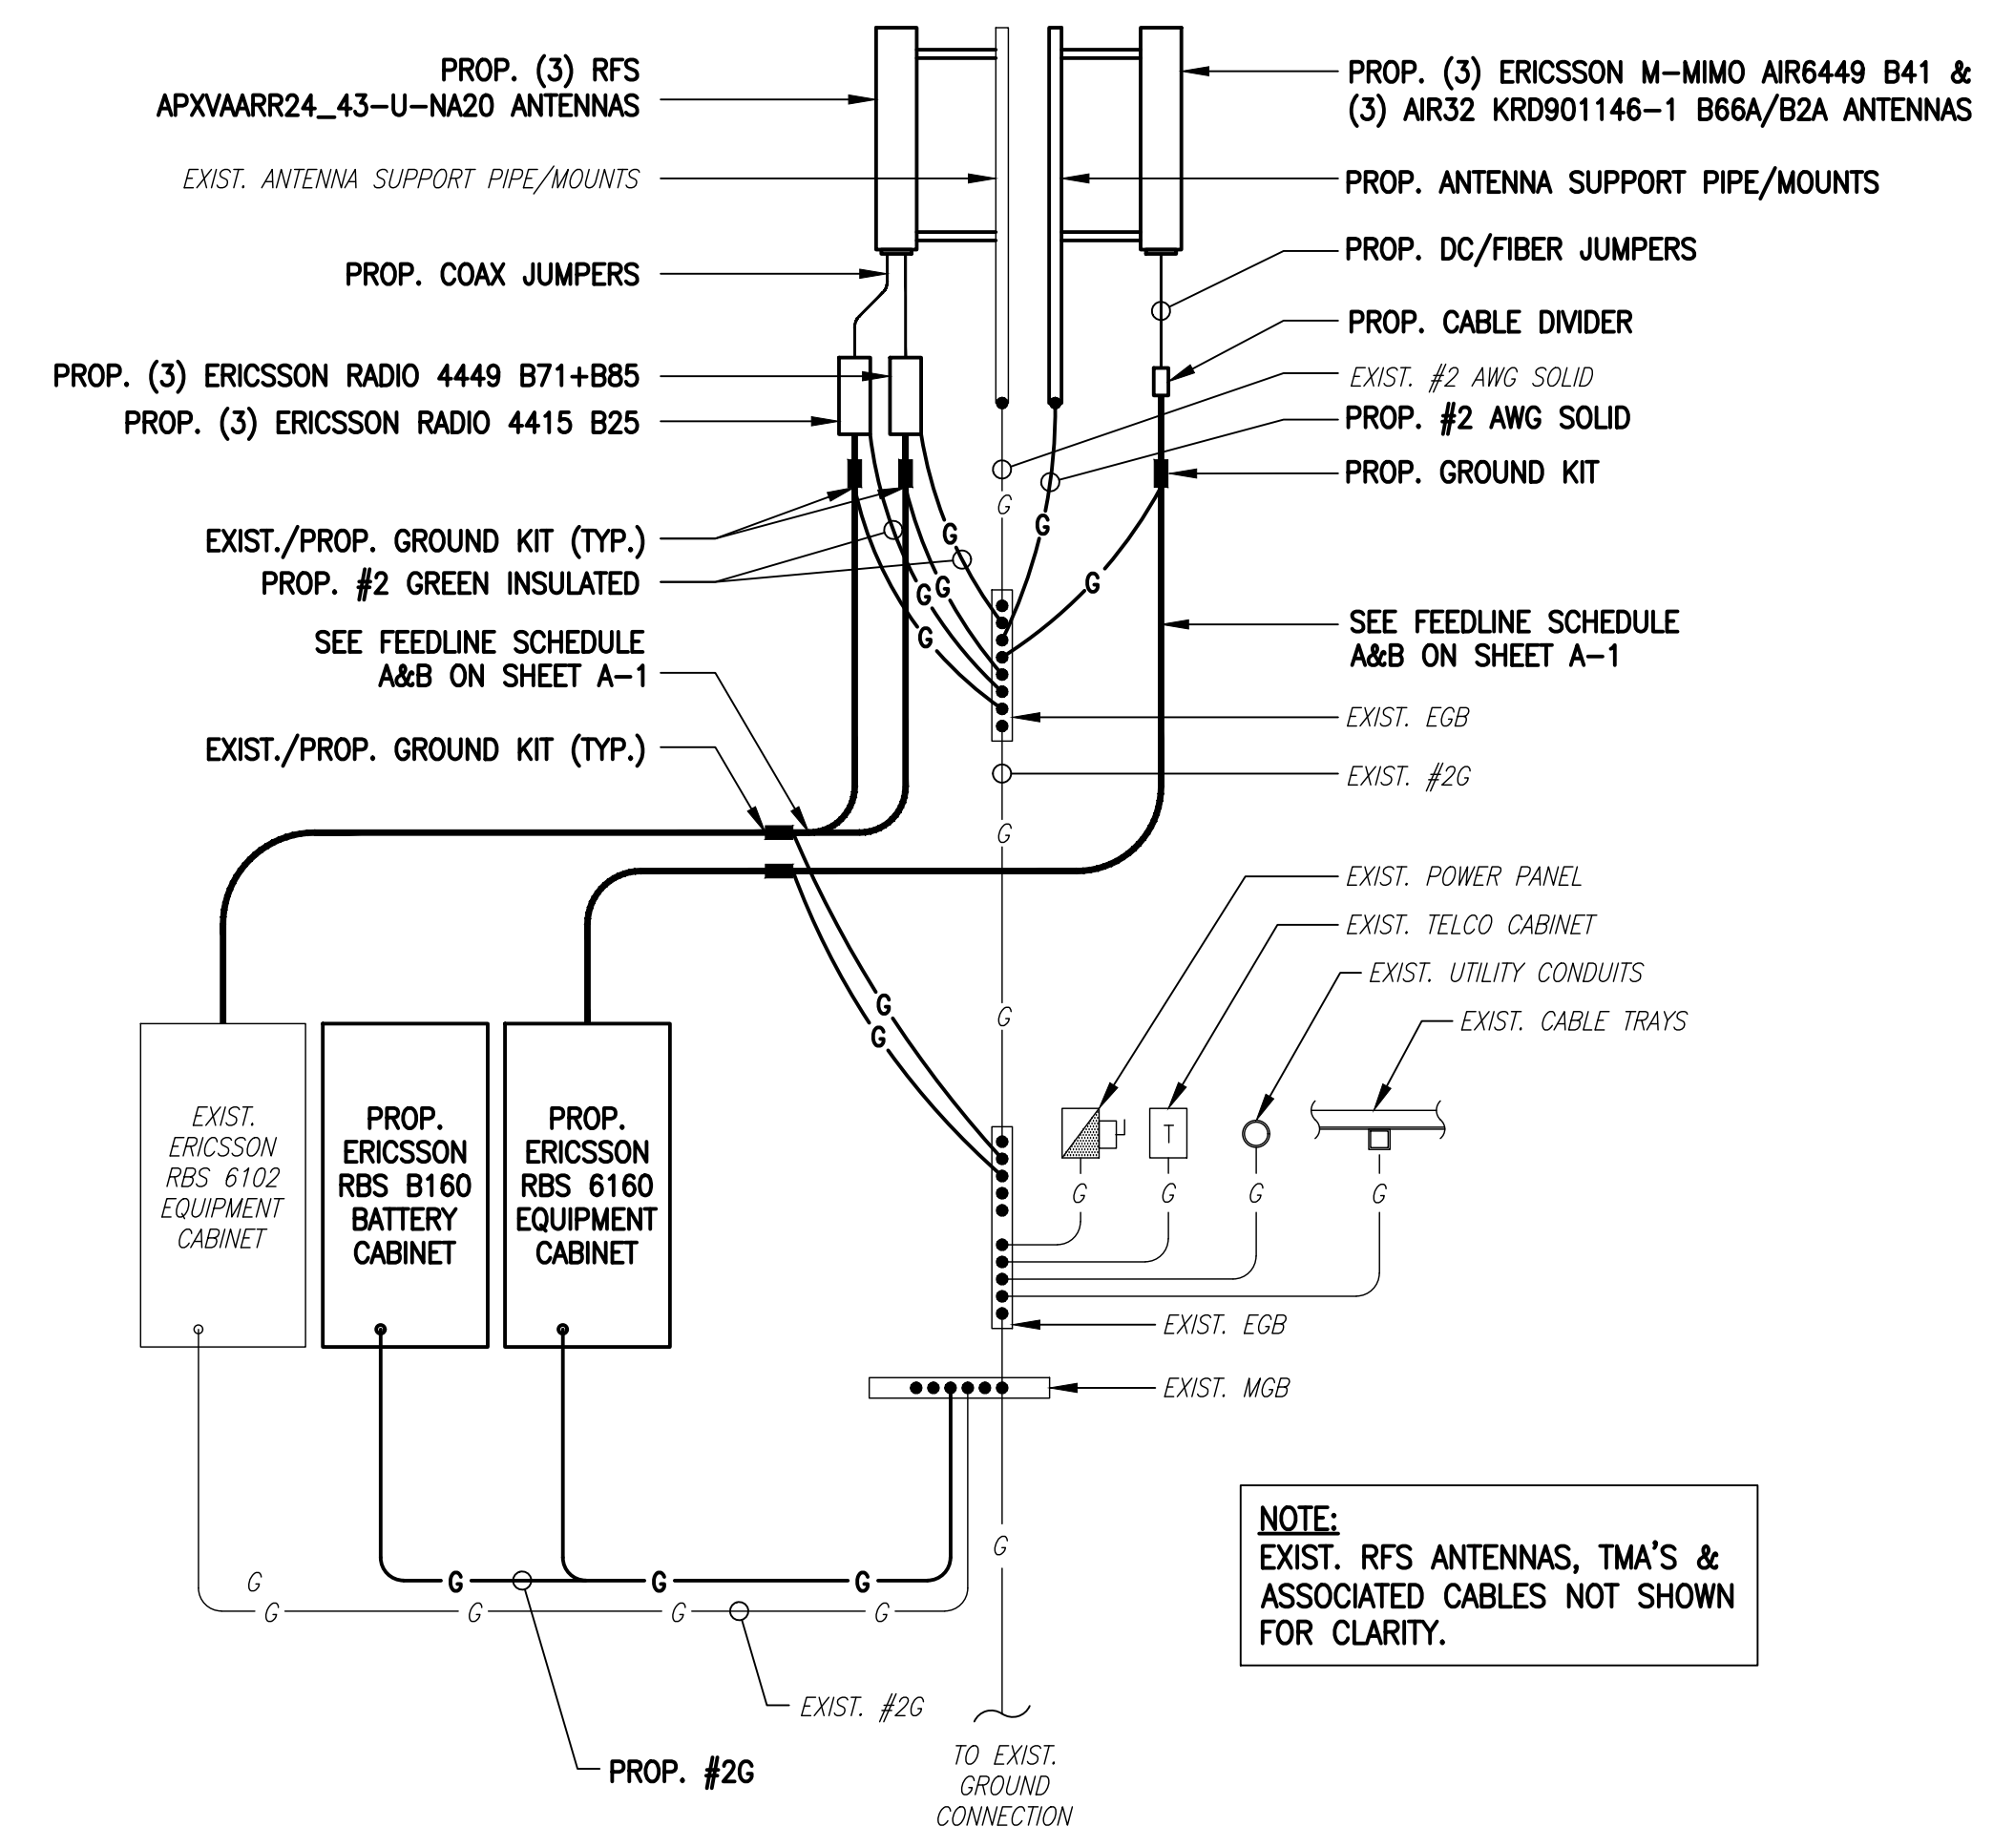 PROP. (3) RFS
APXVAARR24_43-U-NA20 ANTENNAS
EXIST. ANTENNA SUPPORT PIPE/MOUNTS
PROP. COAX JUMPERS
PROP. (3) ERICSSON RADIO 4449 B71+B85
PROP. (3) ERICSSON RADIO 4415 B25
EXIST./PROP. GROUND KIT (TYP.)
PROP. #2 GREEN INSULATED
SEE FEEDLINE SCHEDULE
A&B ON SHEET A-1
EXIST./PROP. GROUND KIT (TYP.)
PROP. (3) ERICSSON M-MIMO AIR6449 B41 &
(3) AIR32 KRD901146-1 B66A/B2A ANTENNAS
PROP. ANTENNA SUPPORT PIPE/MOUNTS
PROP. DC/FIBER JUMPERS
PROP. CABLE DIVIDER
EXIST. #2 AWG SOLID
PROP. #2 AWG SOLID
PROP. GROUND KIT
SEE FEEDLINE SCHEDULE
A&B ON SHEET A-1
EXIST. EGB
EXIST. #2G
EXIST. POWER PANEL
EXIST. TELCO CABINET
EXIST. UTILITY CONDUITS
EXIST. CABLE TRAYS
G
G
G
G
G
G
G
G
G
G
G
G
T
G
G
G
G
EXIST.
ERICSSON
RBS 6102
EQUIPMENT
CABINET
PROP.
ERICSSON
RBS B160
BATTERY
CABINET
PROP.
ERICSSON
RBS 6160
EQUIPMENT
CABINET
EXIST. EGB
EXIST. MGB
G
G
G
G
G
G
G
G
G
EXIST. #2G
PROP. #2G
TO EXIST.
GROUND
CONNECTION
NOTE:
EXIST. RFS ANTENNAS, TMA'S &
ASSOCIATED CABLES NOT SHOWN
FOR CLARITY.